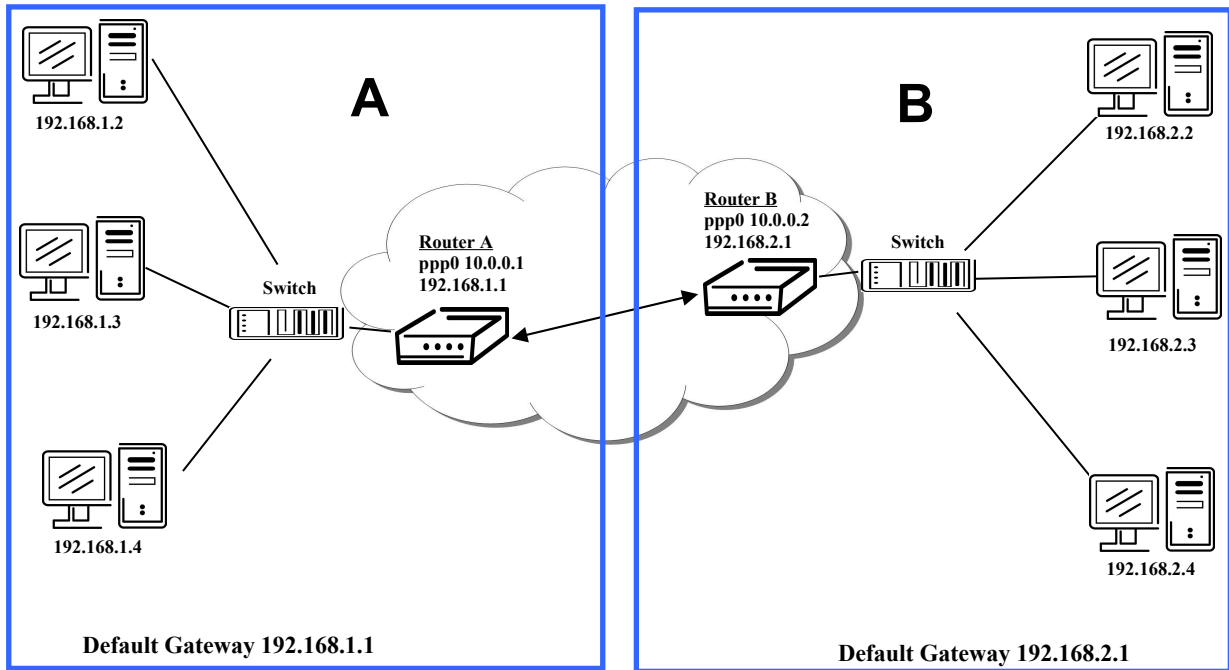 A
192.168.1.2
192.168.1.3
192.168.1.4
Switch
Router A
ppp0 10.0.0.1
192.168.1.1
Default Gateway 192.168.1.1
B
Router B
ppp0 10.0.0.2
192.168.2.1
Switch
192.168.2.2
192.168.2.3
192.168.2.4
Default Gateway 192.168.2.1